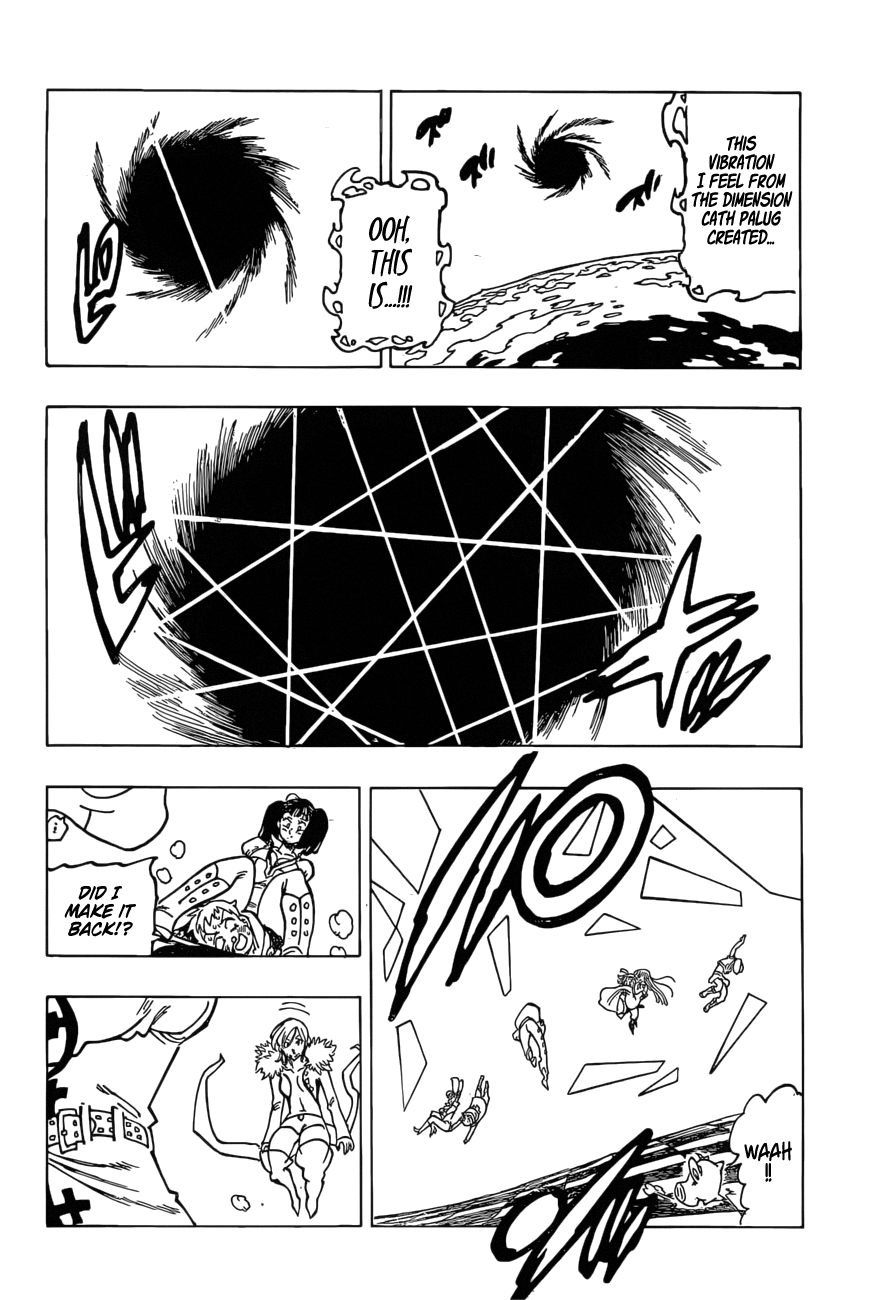 THIS
VIBRATION
I FEEL FROM
THE DIMENSION
CATH PALUG
CREATED...
OOH,
THIS
IS...!!!
DID I
MAKE IT
BACK!?
WAAH
!!